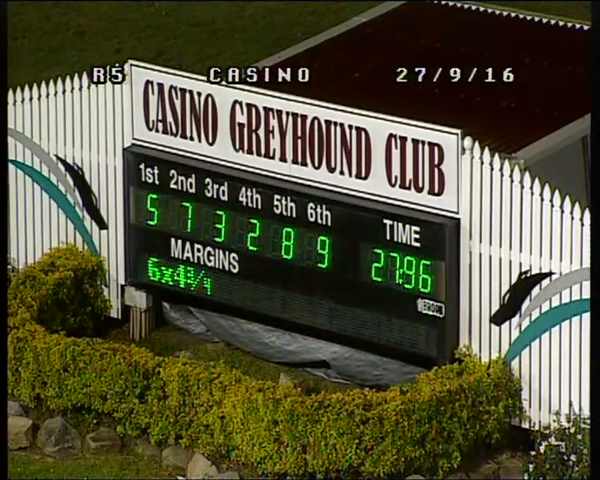 R5 CASINO 27/9/16
CASINO GREYHOUND CLUB
1st 2nd 3rd 4th 5th 6th TIME
5 7 3 2 8 9 27.96
MARGINS
6x4¾